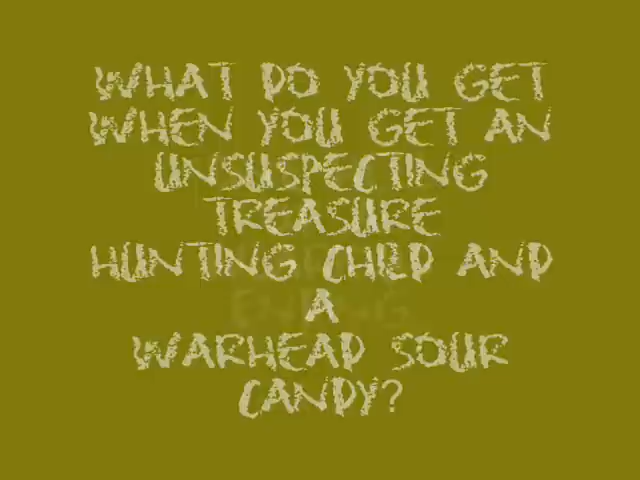 WHAT DO YOU GET
WHEN YOU GET AN
UNSUSPECTING
TREASURE
HUNTING CHILD AND
A
WARHEAD SOUR
CANDY?